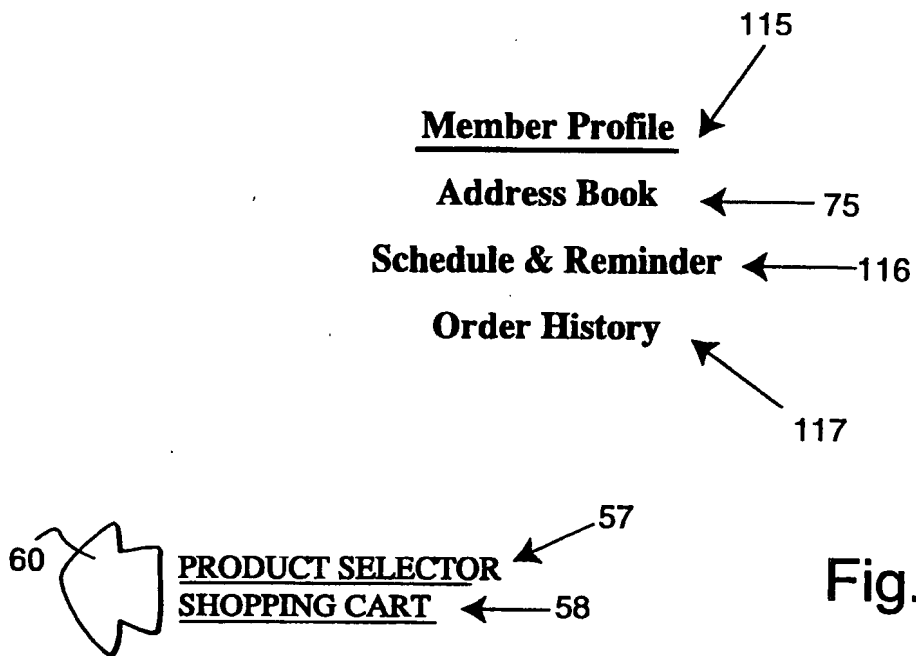 115
Member Profile
Address Book 75
Schedule & Reminder 116
Order History
117
57
60 PRODUCT SELECTOR
SHOPPING CART 58
Fig.